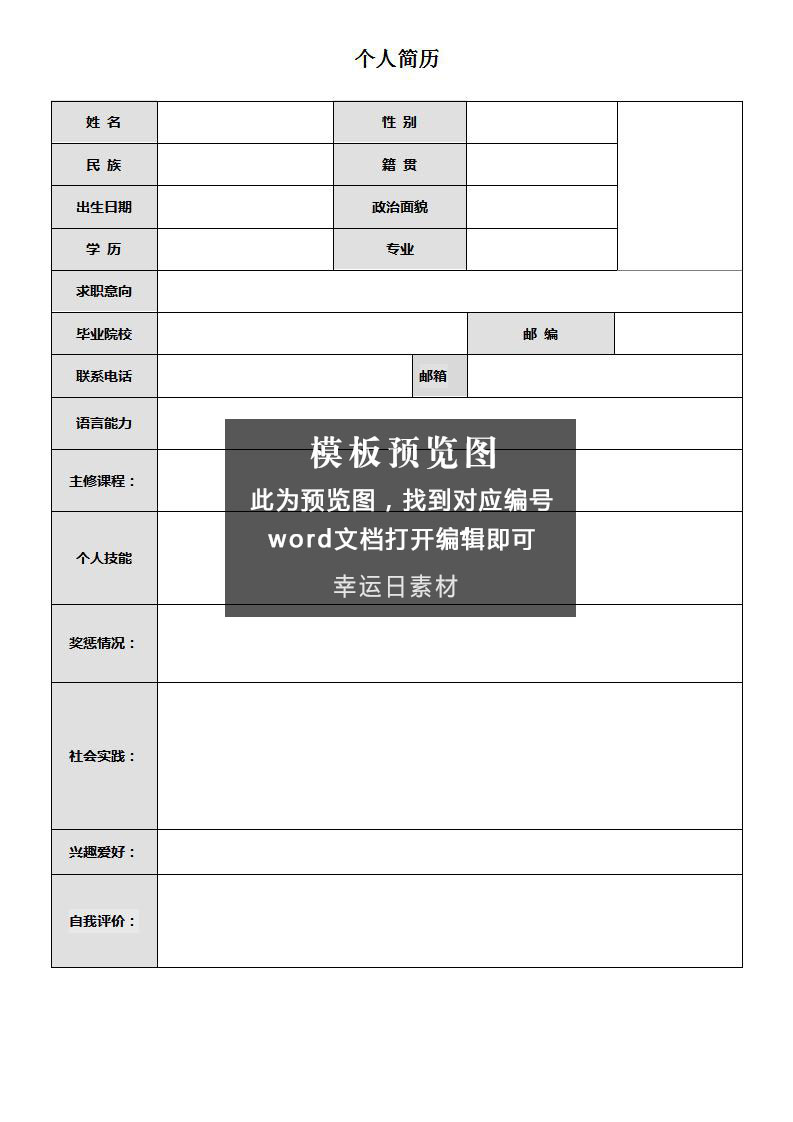 个人简历
姓 名 性 别
民 族 籍 贯
出生日期 政治面貌
学 历 专业
求职意向
毕业院校 邮 编
联系电话 邮箱
语言能力
模板预览图
主修课程：
此为预览图，找到对应编号
word文档打开编辑即可
个人技能
幸运日素材
奖惩情况：
社会实践：
兴趣爱好：
自我评价：